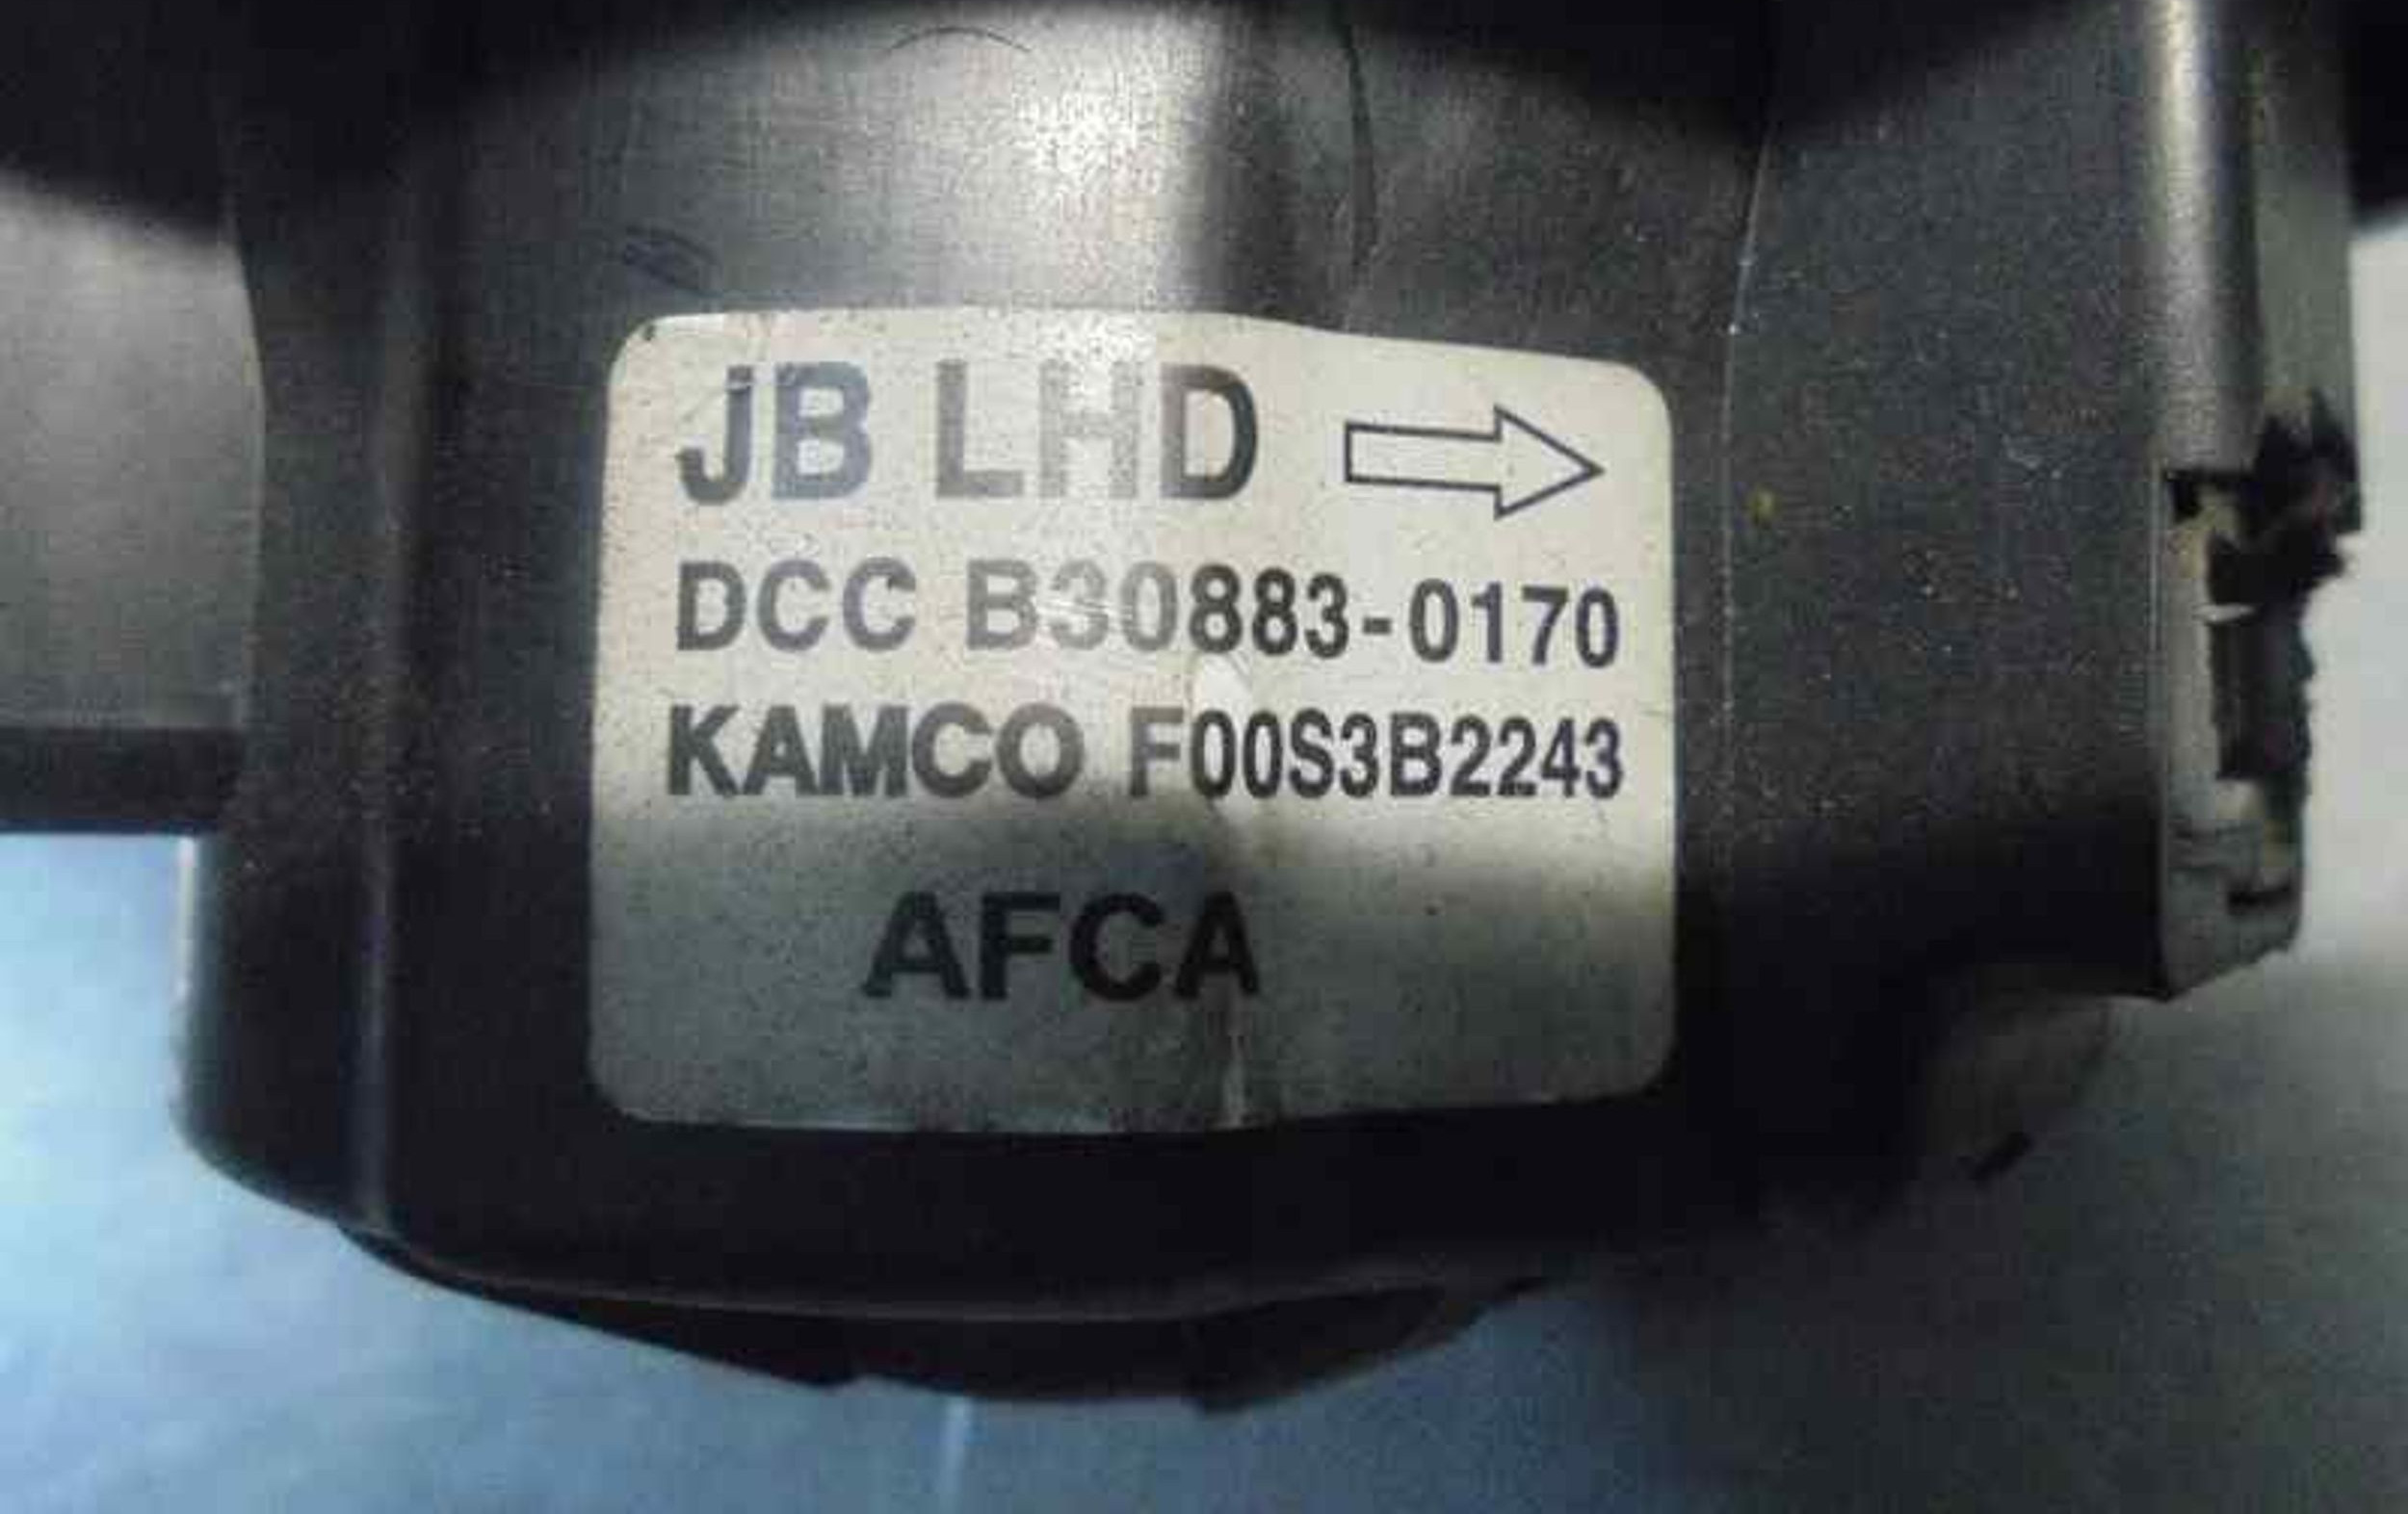 JB LHD
DCC B30883-0170
KAMCO F00S3B2243
AFCA